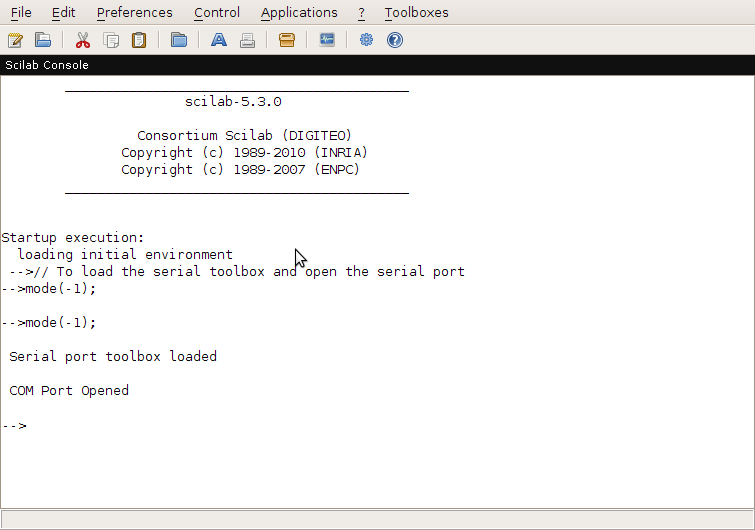 File Edit Preferences Control Applications ? Toolboxes
Scilab Console
scilab-5.3.0
Consortium Scilab (DIGITEO)
Copyright (c) 1989-2010 (INRIA)
Copyright (c) 1989-2007 (ENPC)
Startup execution:
loading initial environment
-->// To load the serial toolbox and open the serial port
-->mode(-1);
-->mode(-1);
Serial port toolbox loaded
COM Port Opened
-->